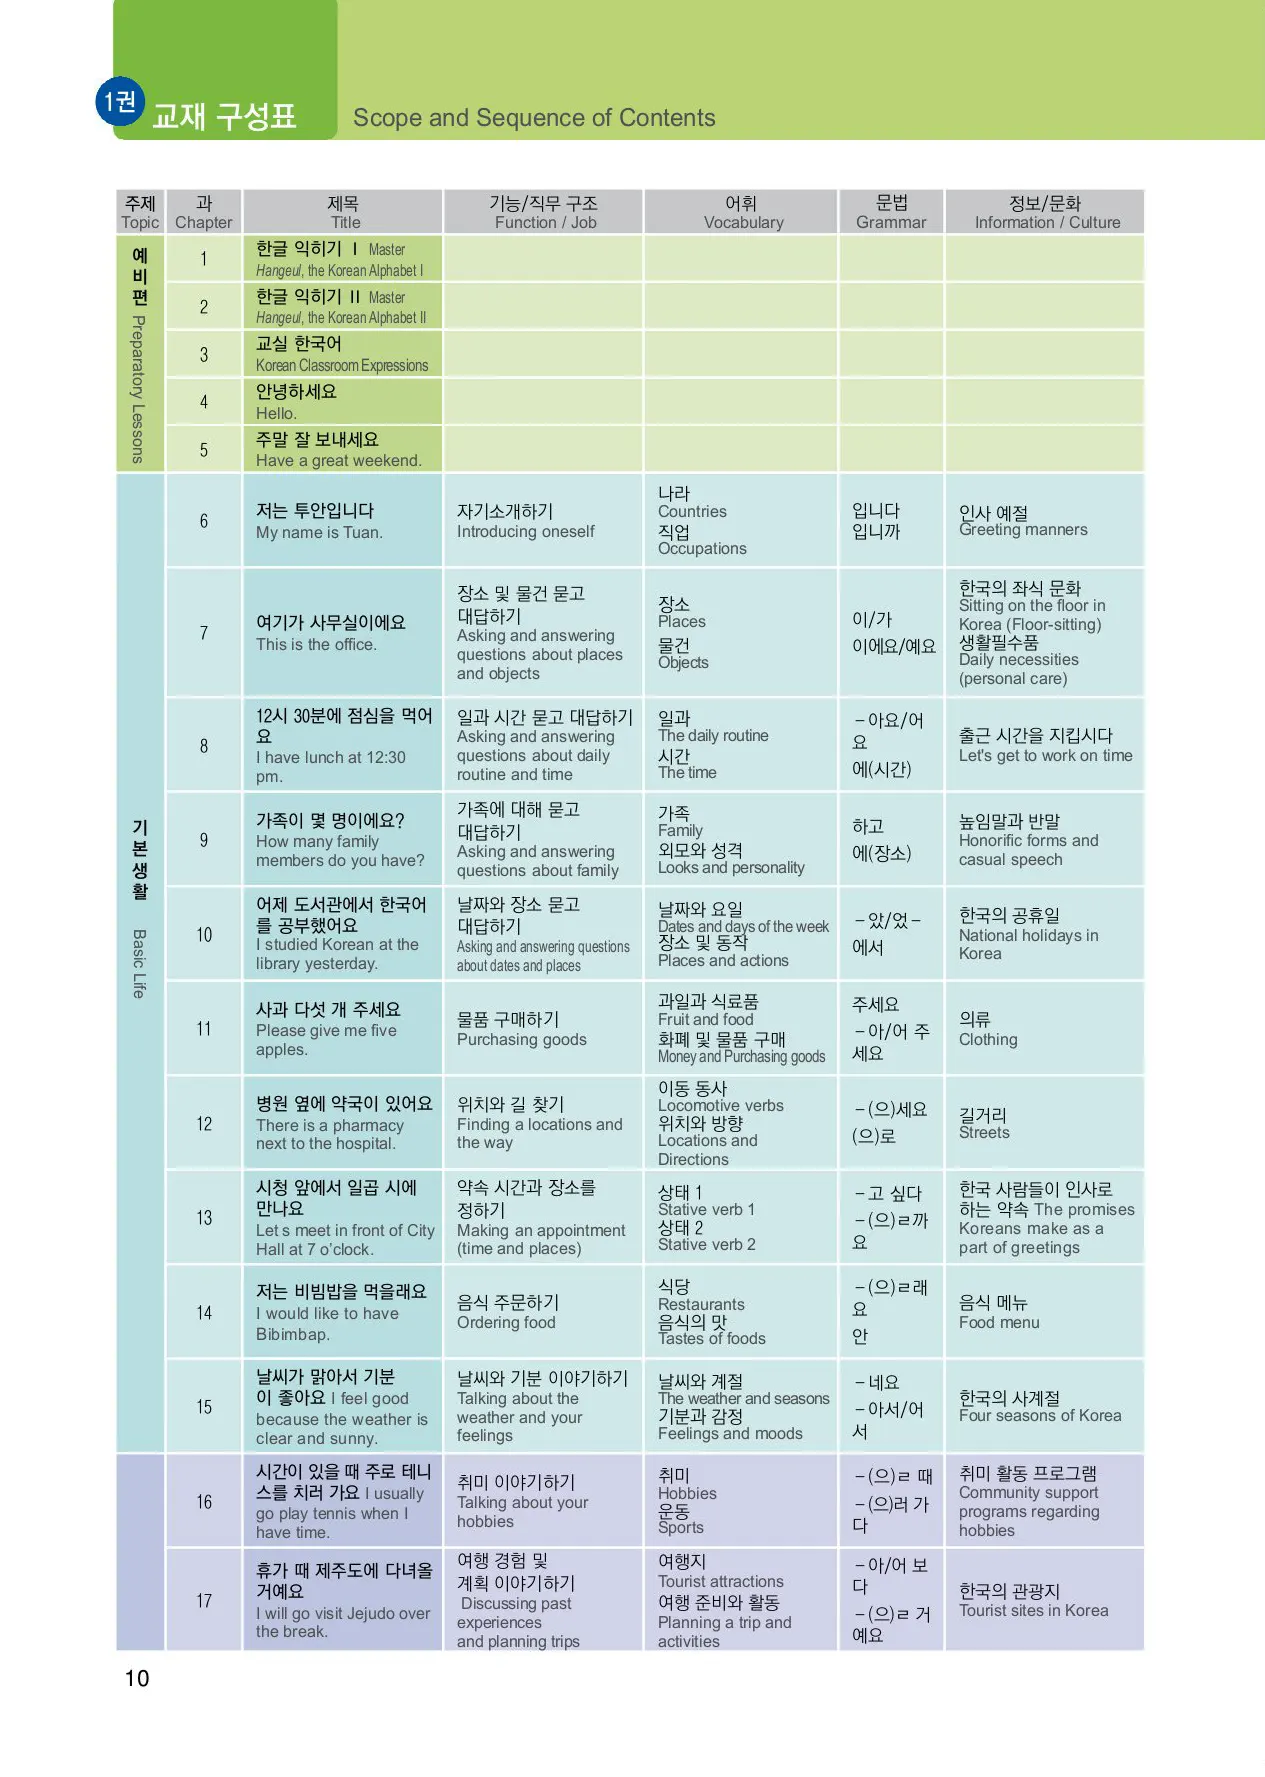 1권
교재 구성표
Scope and Sequence of Contents
주제
Topic
과
Chapter
제목
Title
기능/직무 구조
Function / Job
어휘
Vocabulary
문법
Grammar
정보/문화
Information / Culture
예비편 Preparatory Lessons
1
한글 익히기 Ⅰ Master
Hangeul, the Korean Alphabet I
2
한글 익히기 II Master
Hangeul, the Korean Alphabet II
3
교실 한국어
Korean Classroom Expressions
4
안녕하세요
Hello.
5
주말 잘 보내세요
Have a great weekend.
기본생활 Basic Life
6
저는 투안입니다
My name is Tuan.
자기소개하기
Introducing oneself
나라
Countries
직업
Occupations
입니다
입니까
인사 예절
Greeting manners
7
여기가 사무실이에요
This is the office.
장소 및 물건 묻고
대답하기
Asking and answering
questions about places
and objects
장소
Places
물건
Objects
이/가
이에요/예요
한국의 좌식 문화
Sitting on the floor in
Korea (Floor-sitting)
생활필수품
Daily necessities
(personal care)
8
12시 30분에 점심을 먹어
요
I have lunch at 12:30
pm.
일과 시간 묻고 대답하기
Asking and answering
questions about daily
routine and time
일과
The daily routine
시간
The time
－아요/어
요
에(시간)
출근 시간을 지킵시다
Let's get to work on time
9
가족이 몇 명이에요?
How many family
members do you have?
가족에 대해 묻고
대답하기
Asking and answering
questions about family
가족
Family
외모와 성격
Looks and personality
하고
에(장소)
높임말과 반말
Honorific forms and
casual speech
10
어제 도서관에서 한국어
를 공부했어요
I studied Korean at the
library yesterday.
날짜와 장소 묻고
대답하기
Asking and answering questions
about dates and places
날짜와 요일
Dates and days of the week
장소 및 동작
Places and actions
－았/었－
에서
한국의 공휴일
National holidays in
Korea
11
사과 다섯 개 주세요
Please give me five
apples.
물품 구매하기
Purchasing goods
과일과 식료품
Fruit and food
화폐 및 물품 구매
Money and Purchasing goods
주세요
－아/어 주
세요
의류
Clothing
12
병원 옆에 약국이 있어요
There is a pharmacy
next to the hospital.
위치와 길 찾기
Finding a locations and
the way
이동 동사
Locomotive verbs
위치와 방향
Locations and
Directions
－(으)세요
(으)로
길거리
Streets
13
시청 앞에서 일곱 시에
만나요
Let s meet in front of City
Hall at 7 o'clock.
약속 시간과 장소를
정하기
Making an appointment
(time and places)
상태 1
Stative verb 1
상태 2
Stative verb 2
－고 싶다
－(으)ㄹ까
요
한국 사람들이 인사로
하는 약속 The promises
Koreans make as a
part of greetings
14
저는 비빔밥을 먹을래요
I would like to have
Bibimbap.
음식 주문하기
Ordering food
식당
Restaurants
음식의 맛
Tastes of foods
－(으)ㄹ래
요
안
음식 메뉴
Food menu
15
날씨가 맑아서 기분
이 좋아요 I feel good
because the weather is
clear and sunny.
날씨와 기분 이야기하기
Talking about the
weather and your
feelings
날씨와 계절
The weather and seasons
기분과 감정
Feelings and moods
－네요
－아서/어
서
한국의 사계절
Four seasons of Korea
16
시간이 있을 때 주로 테니
스를 치러 가요 I usually
go play tennis when I
have time.
취미 이야기하기
Talking about your
hobbies
취미
Hobbies
운동
Sports
－(으)ㄹ 때
－(으)러 가
다
취미 활동 프로그램
Community support
programs regarding
hobbies
17
휴가 때 제주도에 다녀올
거예요
I will go visit Jejudo over
the break.
여행 경험 및
계획 이야기하기
Discussing past
experiences
and planning trips
여행지
Tourist attractions
여행 준비와 활동
Planning a trip and
activities
－아/어 보
다
－(으)ㄹ 거
예요
한국의 관광지
Tourist sites in Korea
10